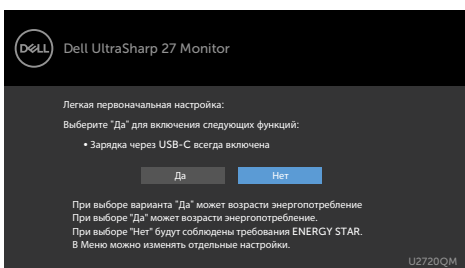 DELL Dell UltraSharp 27 Monitor
Легкая первоначальная настройка:
Выберите "Да" для включения следующих функций:
• Зарядка через USB-C всегда включена
Да Нет
При выборе варианта "Да" может возрасти энергопотребление
При выборе "Да" может возрасти энергопотребление.
При выборе "Нет" будут соблюдены требования ENERGY STAR.
В Меню можно изменять отдельные настройки.
U2720QM